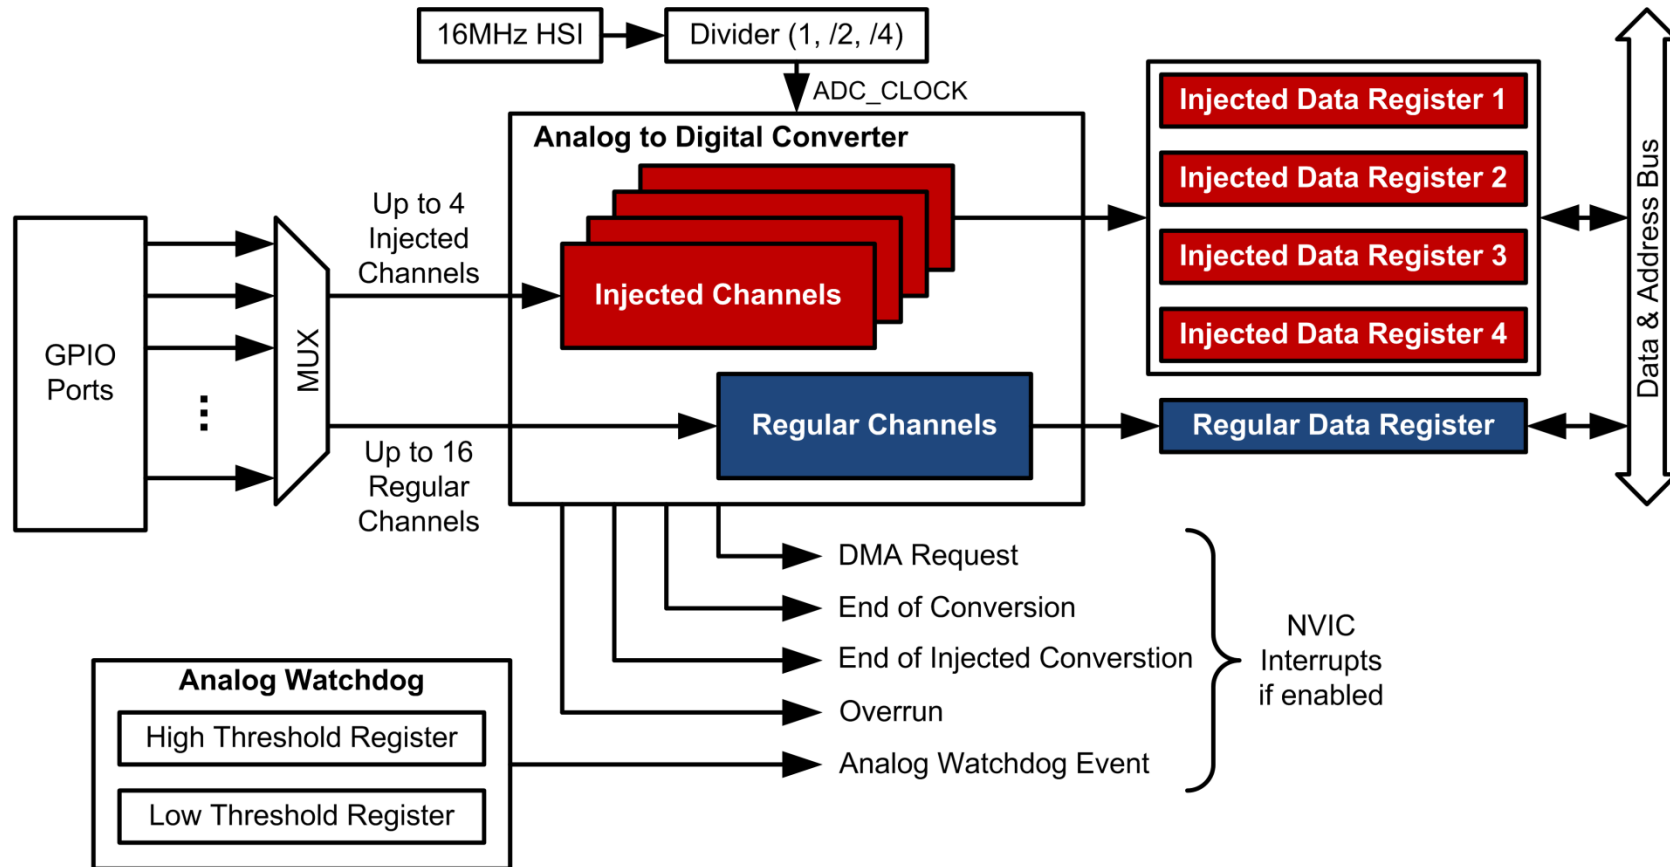 16MHz HSI
Divider (1, /2, /4)
ADC_CLOCK
Analog to Digital Converter
Injected Data Register 1
Injected Data Register 2
Injected Data Register 3
Injected Data Register 4
Data & Address Bus
Up to 4
Injected
Channels
Injected Channels
GPIO
Ports
...
MUX
Regular Channels
Regular Data Register
Up to 16
Regular
Channels
DMA Request
End of Conversion
End of Injected Converstion
Overrun
Analog Watchdog Event
NVIC
Interrupts
if enabled
Analog Watchdog
High Threshold Register
Low Threshold Register